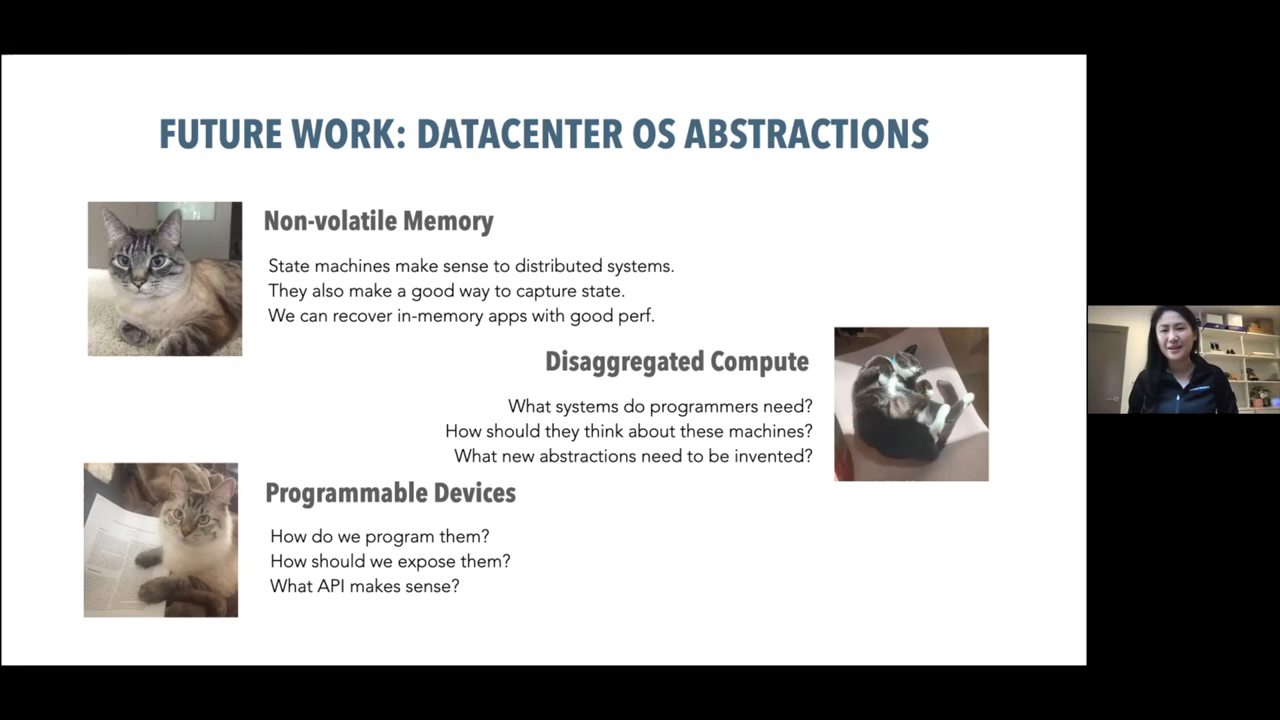 FUTURE WORK: DATACENTER OS ABSTRACTIONS
Non-volatile Memory
State machines make sense to distributed systems.
They also make a good way to capture state.
We can recover in-memory apps with good perf.
Disaggregated Compute
What systems do programmers need?
How should they think about these machines?
What new abstractions need to be invented?
Programmable Devices
How do we program them?
How should we expose them?
What API makes sense?